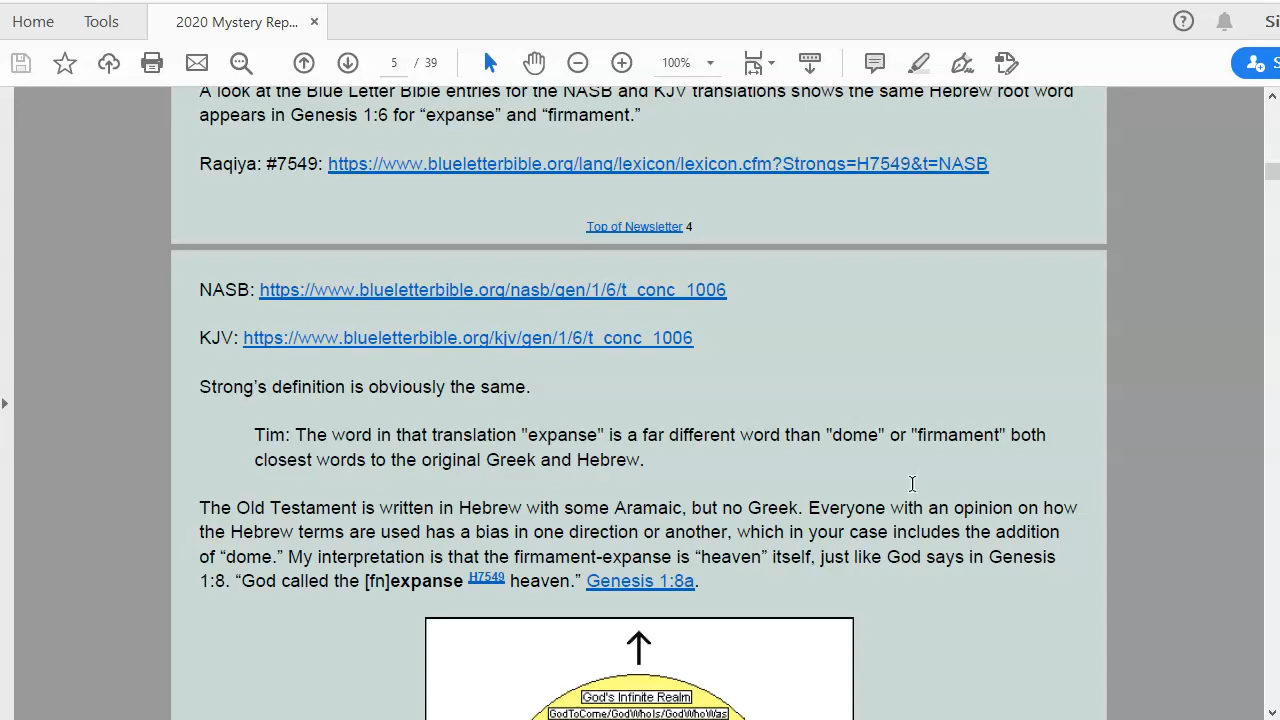 Home Tools 2020 Mystery Rep... × Si
5 / 39 100% S
A look at the Blue Letter Bible entries for the NASB and KJV translations shows the same Hebrew root word
appears in Genesis 1:6 for “expanse” and “firmament.”
Raqiya: #7549: https://www.blueletterbible.org/lang/lexicon/lexicon.cfm?Strongs=H7549&t=NASB
Top of Newsletter 4
NASB: https://www.blueletterbible.org/nasb/gen/1/6/t_conc_1006
KJV: https://www.blueletterbible.org/kjv/gen/1/6/t_conc_1006
Strong’s definition is obviously the same.
Tim: The word in that translation "expanse" is a far different word than "dome" or "firmament" both
closest words to the original Greek and Hebrew.
The Old Testament is written in Hebrew with some Aramaic, but no Greek. Everyone with an opinion on how
the Hebrew terms are used has a bias in one direction or another, which in your case includes the addition
of “dome.” My interpretation is that the firmament-expanse is “heaven” itself, just like God says in Genesis
1:8. “God called the [fn]expanse H7549 heaven.” Genesis 1:8a.
God's Infinite Realm
GodToCome/GodWhoIs/GodWhoWas